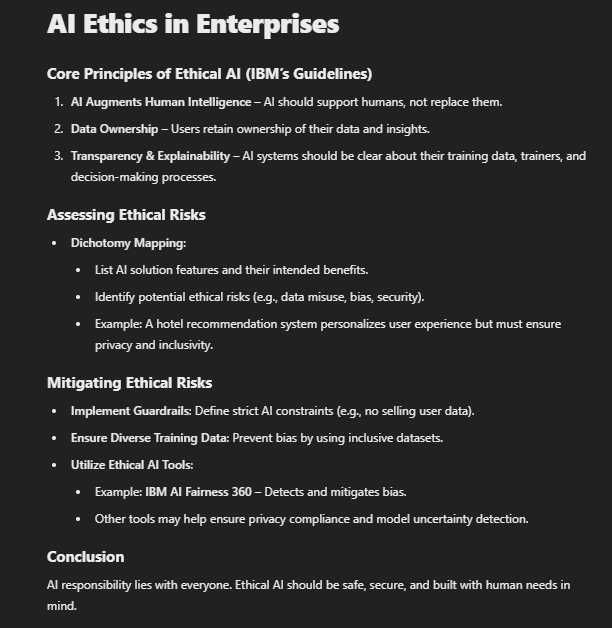 AI Ethics in Enterprises
Core Principles of Ethical AI (IBM's Guidelines)
1. AI Augments Human Intelligence – AI should support humans, not replace them.
2. Data Ownership – Users retain ownership of their data and insights.
3. Transparency & Explainability – AI systems should be clear about their training data, trainers, and
decision-making processes.
Assessing Ethical Risks
• Dichotomy Mapping:
• List AI solution features and their intended benefits.
• Identify potential ethical risks (e.g., data misuse, bias, security).
• Example: A hotel recommendation system personalizes user experience but must ensure
privacy and inclusivity.
Mitigating Ethical Risks
• Implement Guardrails: Define strict AI constraints (e.g., no selling user data).
• Ensure Diverse Training Data: Prevent bias by using inclusive datasets.
• Utilize Ethical AI Tools:
• Example: IBM AI Fairness 360 – Detects and mitigates bias.
• Other tools may help ensure privacy compliance and model uncertainty detection.
Conclusion
AI responsibility lies with everyone. Ethical AI should be safe, secure, and built with human needs in
mind.